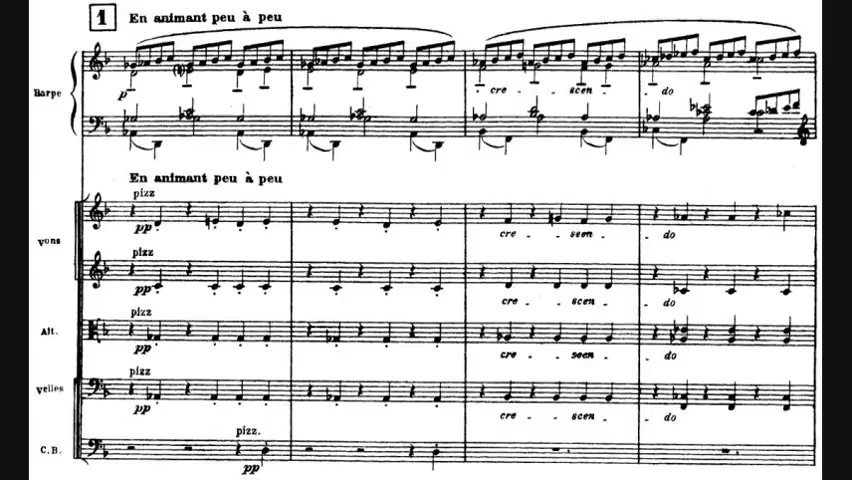 1 En animant peu à peu
Harpe
p cre - scen - do
En animant peu à peu
pizz
Vons
pp cre - scen - do
pizz
pp cre - scen - do
pizz
Alt.
pp cre - scen - do
pizz
Velles
pp cre - scen - do
pizz.
C.B.
pp